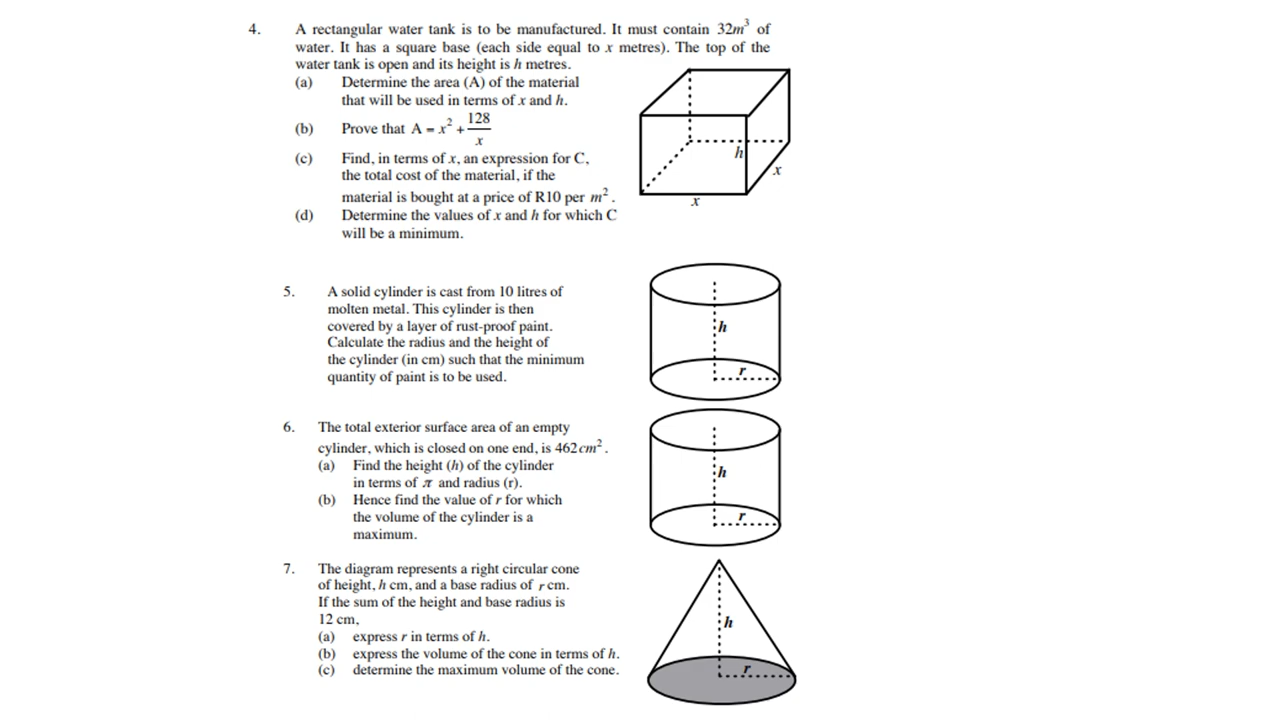 4. A rectangular water tank is to be manufactured. It must contain 32m³ of
water. It has a square base (each side equal to x metres). The top of the
water tank is open and its height is h metres.
(a) Determine the area (A) of the material
that will be used in terms of x and h.
(b) Prove that A = x² + 128/x
(c) Find, in terms of x, an expression for C,
the total cost of the material, if the
material is bought at a price of R10 per m².
(d) Determine the values of x and h for which C
will be a minimum.
h
x
x
5. A solid cylinder is cast from 10 litres of
molten metal. This cylinder is then
covered by a layer of rust-proof paint.
Calculate the radius and the height of
the cylinder (in cm) such that the minimum
quantity of paint is to be used.
h
r
6. The total exterior surface area of an empty
cylinder, which is closed on one end, is 462cm².
(a) Find the height (h) of the cylinder
in terms of π and radius (r).
(b) Hence find the value of r for which
the volume of the cylinder is a
maximum.
h
r
7. The diagram represents a right circular cone
of height, h cm, and a base radius of r cm.
If the sum of the height and base radius is
12 cm,
(a) express r in terms of h.
(b) express the volume of the cone in terms of h.
(c) determine the maximum volume of the cone.
h
r